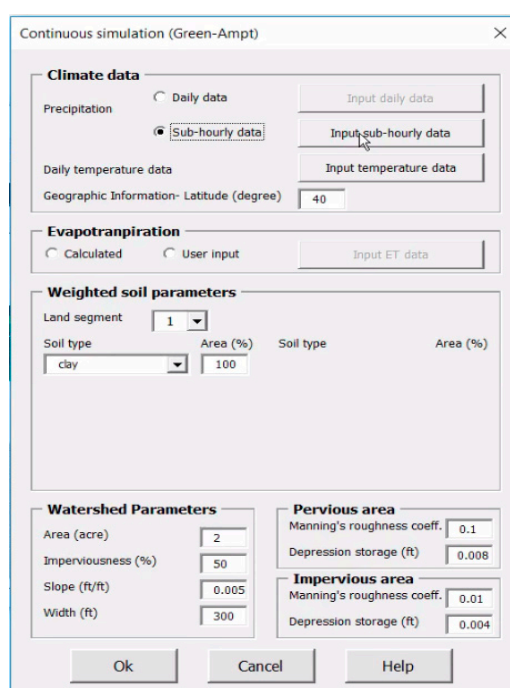 Continuous simulation (Green-Ampt)
Climate data
Precipitation
Daily data
Input daily data
Sub-hourly data
Input sub-hourly data
Daily temperature data
Input temperature data
Geographic Information- Latitude (degree) 40
Evapotranpiration
Calculated
User input
Input ET data
Weighted soil parameters
Land segment 1
Soil type Area (%) Soil type Area (%)
clay 100
Watershed Parameters
Area (acre) 2
Imperviousness (%) 50
Slope (ft/ft) 0.005
Width (ft) 300
Pervious area
Manning's roughness coeff. 0.1
Depression storage (ft) 0.008
Impervious area
Manning's roughness coeff. 0.01
Depression storage (ft) 0.004
Ok Cancel Help